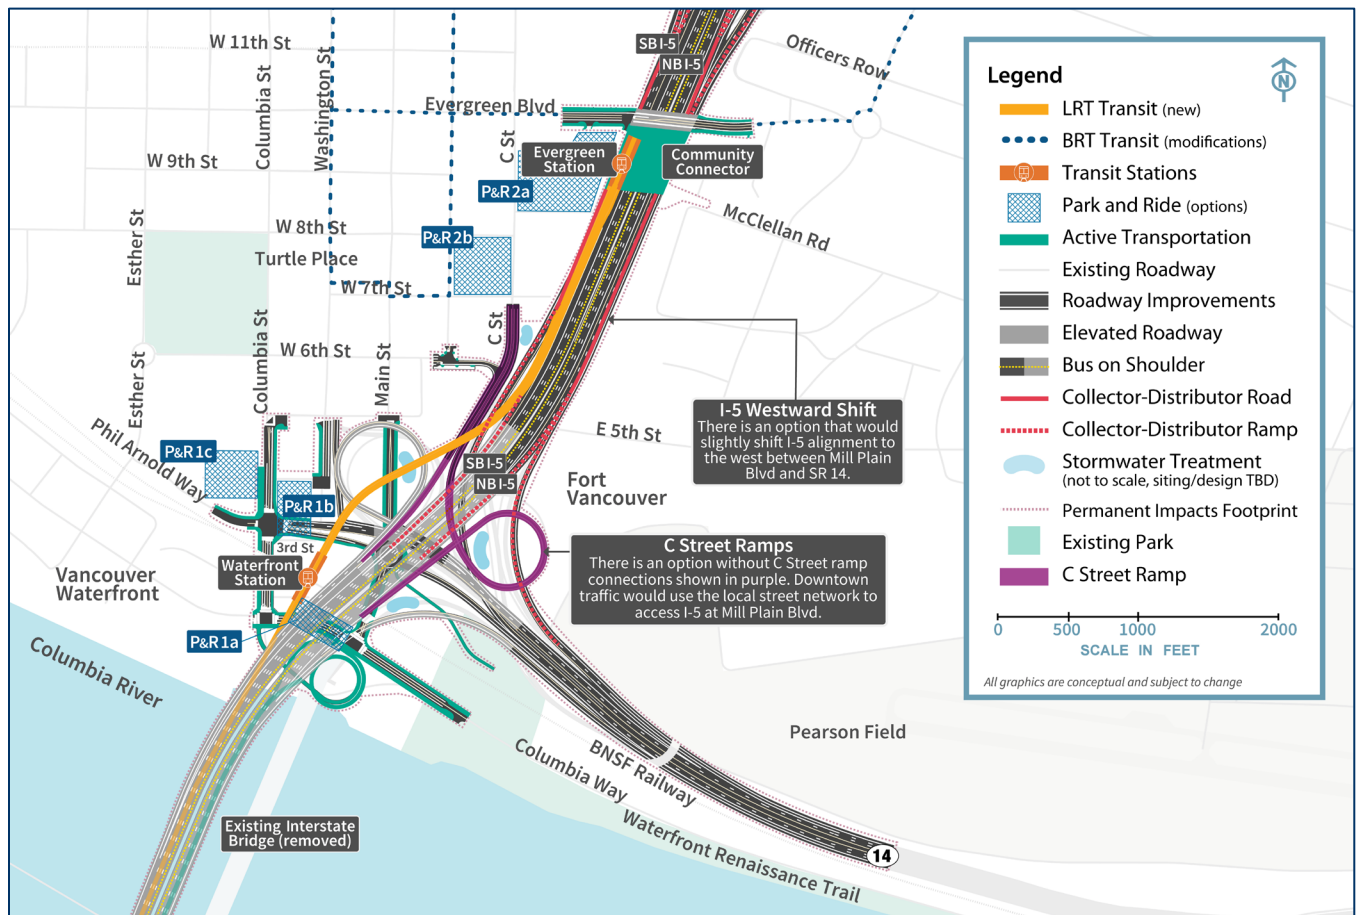 W 11th St
Columbia St
Washington St
Evergreen Blvd
C St
SB I-5
NB I-5
Officers Row
W 9th St
Evergreen
Station
Community
Connector
P&R 2a
McClellan Rd
Esther St
W 8th St
P&R 2b
Turtle Place
W 7th St
C St
Columbia St
W 6th St
Main St
Esther St
I-5 Westward Shift
There is an option that would
slightly shift I-5 alignment to
the west between Mill Plain
Blvd and SR 14.
E 5th St
Phil Arnold Way
P&R 1c
SB I-5
NB I-5
Fort
Vancouver
P&R 1b
3rd St
Waterfront
Station
C Street Ramps
There is an option without C Street ramp
connections shown in purple. Downtown
traffic would use the local street network to
access I-5 at Mill Plain Blvd.
Vancouver
Waterfront
P&R 1a
Columbia River
Pearson Field
BNSF Railway
Columbia Way
Waterfront Renaissance Trail
Existing Interstate
Bridge (removed)
14
Legend
N
LRT Transit (new)
BRT Transit (modifications)
Transit Stations
Park and Ride (options)
Active Transportation
Existing Roadway
Roadway Improvements
Elevated Roadway
Bus on Shoulder
Collector-Distributor Road
Collector-Distributor Ramp
Stormwater Treatment
(not to scale, siting/design TBD)
Permanent Impacts Footprint
Existing Park
C Street Ramp
0 500 1000 2000
SCALE IN FEET
All graphics are conceptual and subject to change